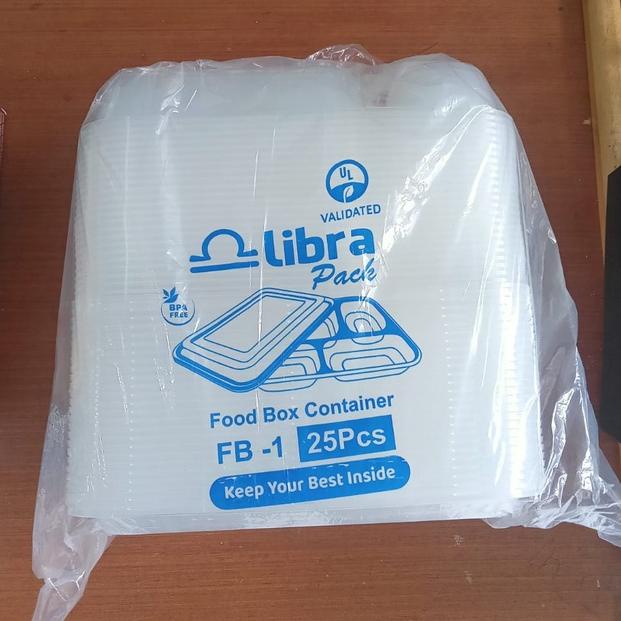 UL
VALIDATED
libra
Pack
BPA
FREE
Food Box Container
FB -1 25Pcs
Keep Your Best Inside